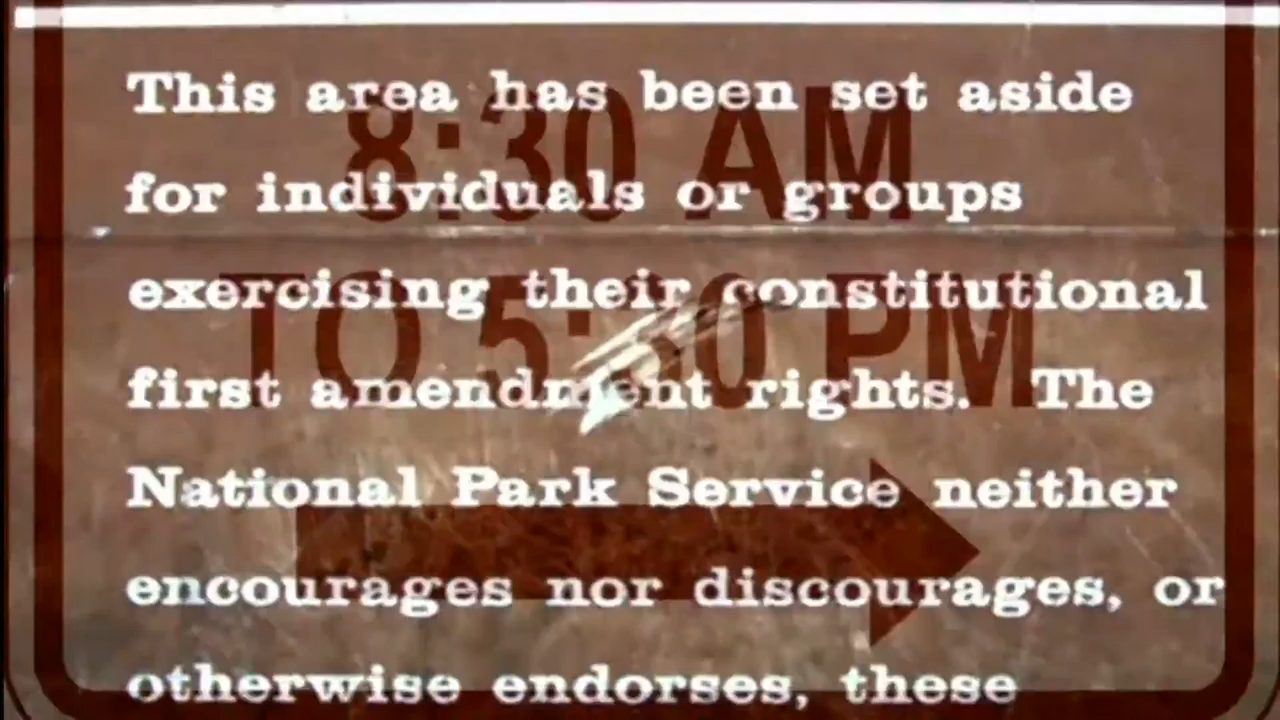 This area has been set aside
for individuals or groups
exercising their constitutional
first amendment rights. The
National Park Service neither
encourages nor discourages, or
otherwise endorses, these
8:30 AM
TO 5:30 PM